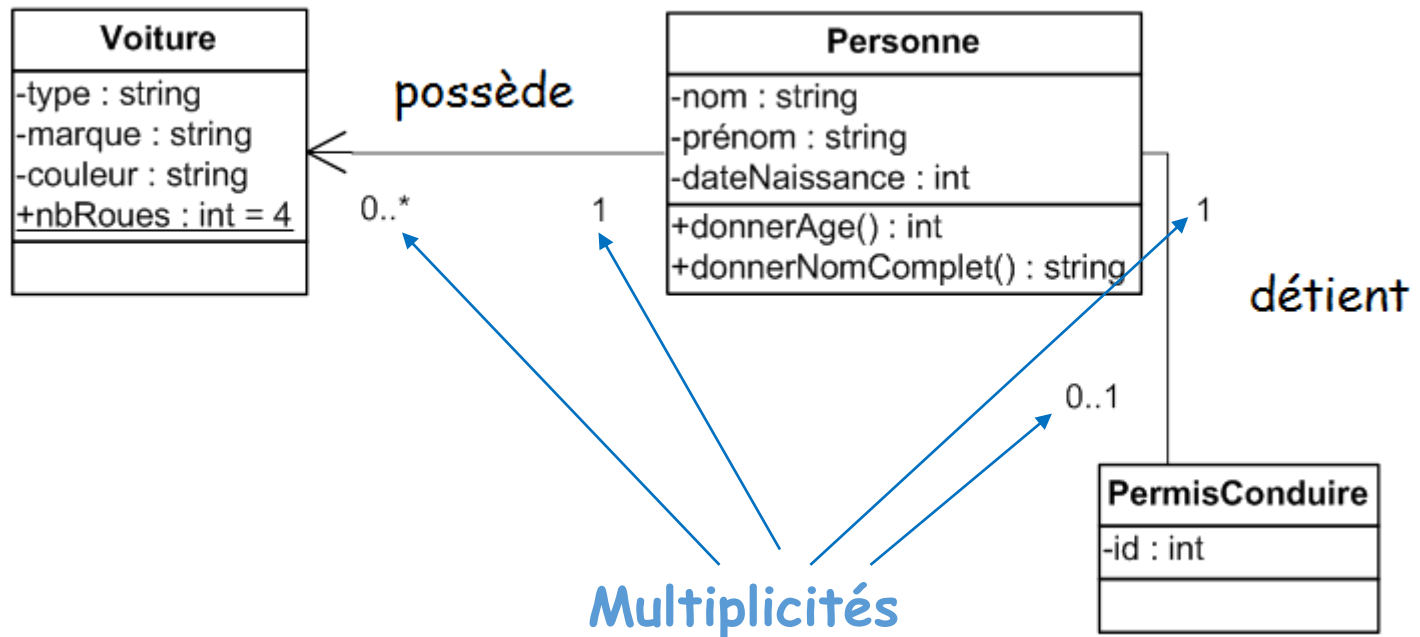 Voiture
-type : string
-marque : string
-couleur : string
+nbRoues : int = 4
possède
0..*
1
Personne
-nom : string
-prénom : string
-dateNaissance : int
+donnerAge() : int
+donnerNomComplet() : string
1
détient
0..1
PermisConduire
-id : int
Multiplicités